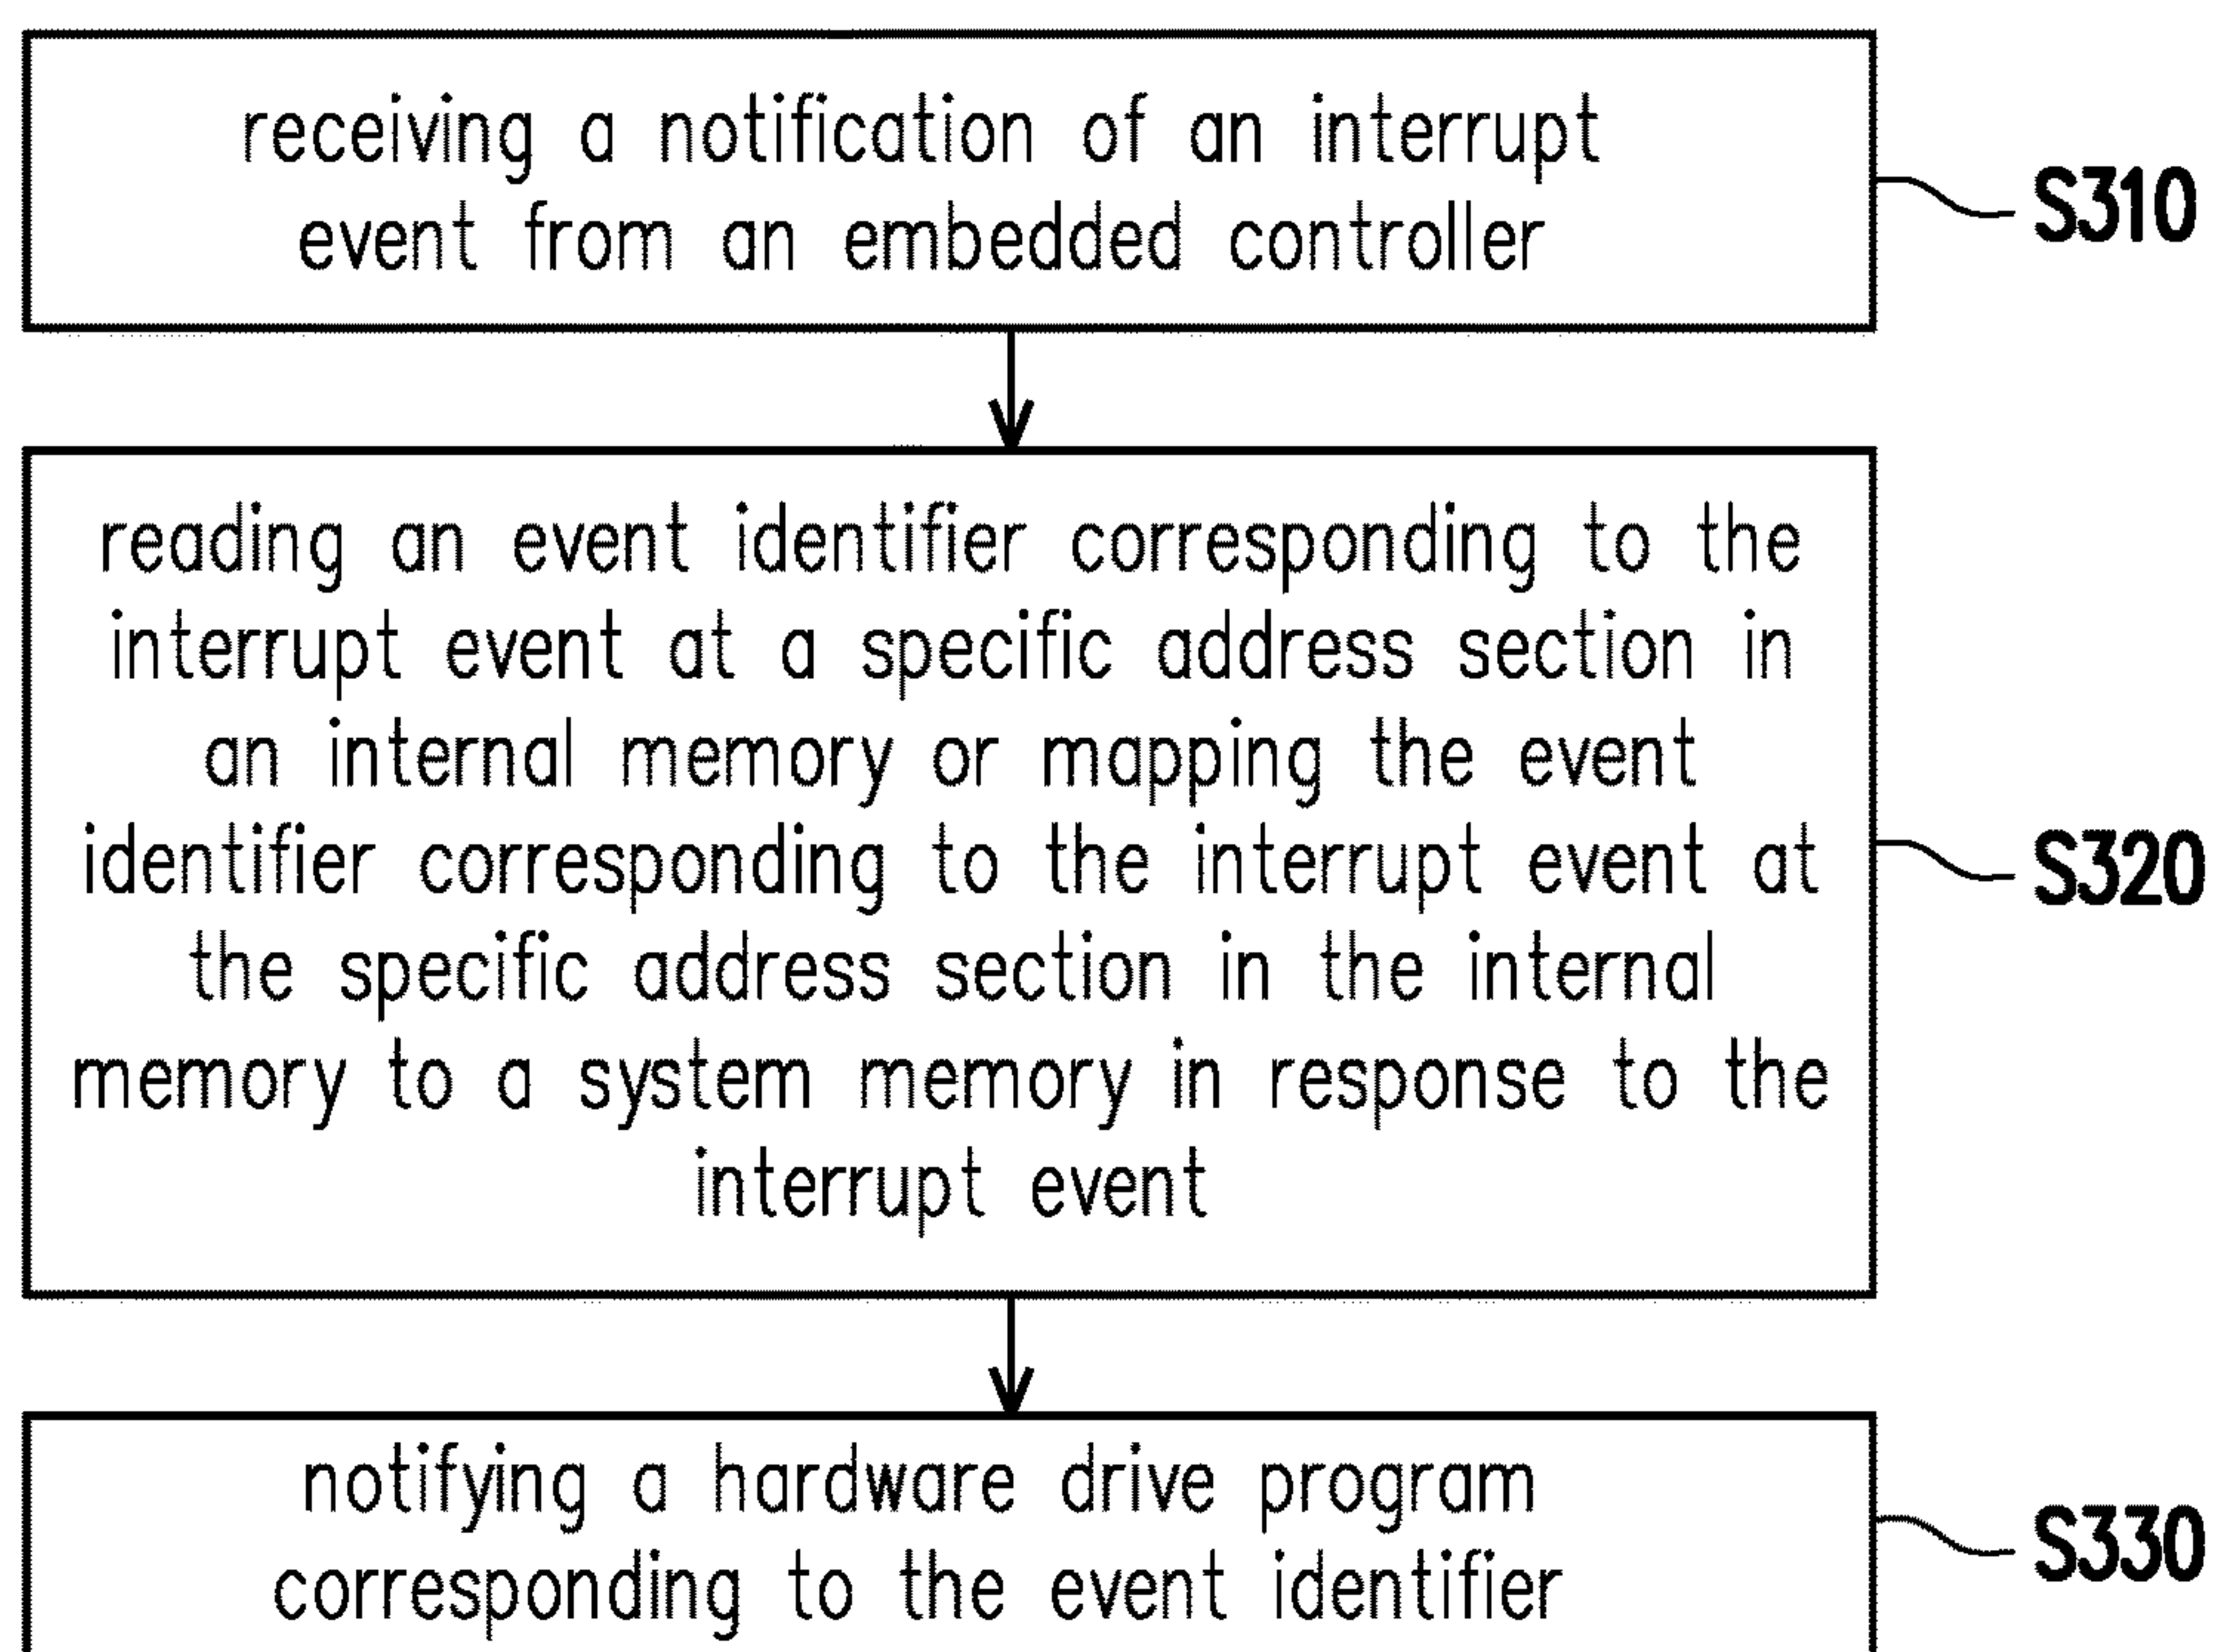 receiving a notification of an interrupt
event from an embedded controller
S310
reading an event identifier corresponding to the
interrupt event at a specific address section in
an internal memory or mapping the event
identifier corresponding to the interrupt event at
the specific address section in the internal
memory to a system memory in response to the
interrupt event
S320
notifying a hardware drive program
corresponding to the event identifier
S330